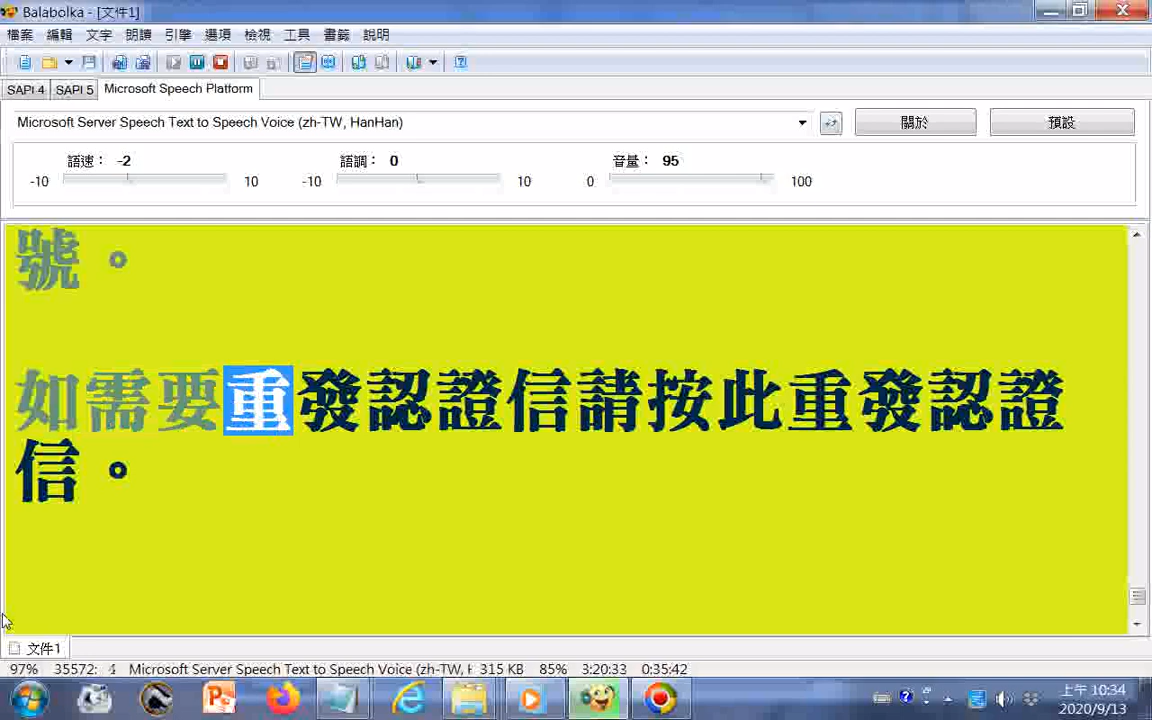 Balabolka - [文件1]
檔案 編輯 文字 朗讀 引擎 選項 檢視 工具 書籤 說明
SAPI 4 SAPI 5 Microsoft Speech Platform
Microsoft Server Speech Text to Speech Voice (zh-TW, HanHan) 關於 預設
語速： -2 語調： 0 音量： 95
-10 10 -10 10 0 100
號。
如需要重發認證信請按此重發認證
信。
文件1
97% 35572: 4 Microsoft Server Speech Text to Speech Voice (zh-TW, 315 KB 85% 3:20:33 0:35:42
上午 10:34
2020/9/13